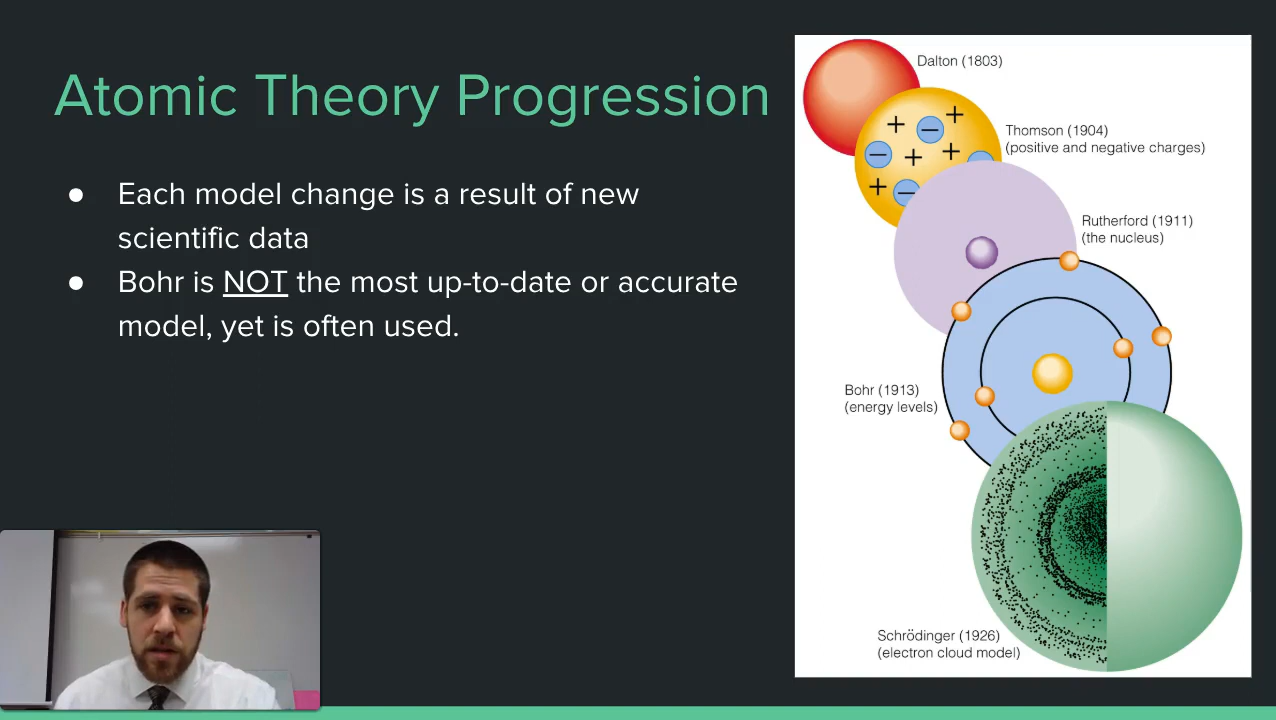 Atomic Theory Progression
● Each model change is a result of new
scientific data
● Bohr is NOT the most up-to-date or accurate
model, yet is often used.
Dalton (1803)
+ + − − + + + −
Thomson (1904)
(positive and negative charges)
Rutherford (1911)
(the nucleus)
Bohr (1913)
(energy levels)
Schrödinger (1926)
(electron cloud model)